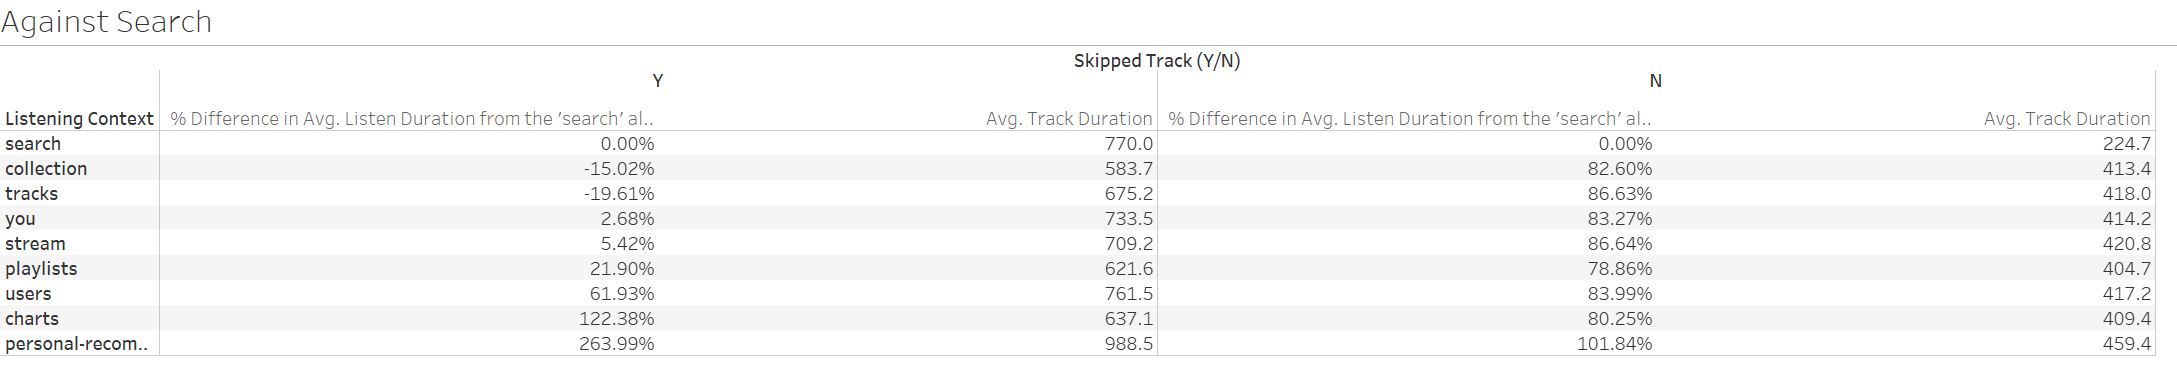 Against Search
Skipped Track (Y/N)
Y N
Listening Context % Difference in Avg. Listen Duration from the 'search' al.. Avg. Track Duration % Difference in Avg. Listen Duration from the 'search' al.. Avg. Track Duration
search 0.00% 770.0 0.00% 224.7
collection -15.02% 583.7 82.60% 413.4
tracks -19.61% 675.2 86.63% 418.0
you 2.68% 733.5 83.27% 414.2
stream 5.42% 709.2 86.64% 420.8
playlists 21.90% 621.6 78.86% 404.7
users 61.93% 761.5 83.99% 417.2
charts 122.38% 637.1 80.25% 409.4
personal-recom.. 263.99% 988.5 101.84% 459.4